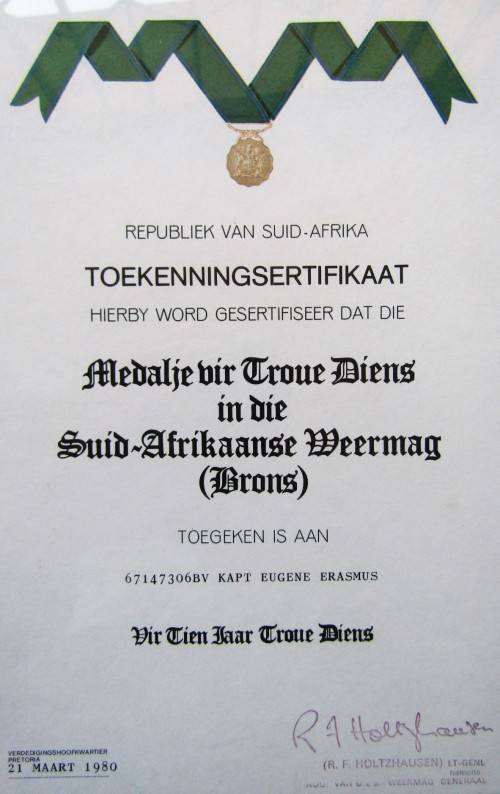 REPUBLIEK VAN SUID-AFRIKA
TOEKENNINGSERTIFIKAAT
HIERBY WORD GESERTIFISEER DAT DIE
Medalje vir Troue Diens
in die
Suid-Afrikaanse Weermag
(Brons)
TOEGEKEN IS AAN
67147306BV KAPT EUGENE ERASMUS
Vir Tien Jaar Troue Diens
R F Holtzhausen
(R. F. HOLTZHAUSEN) LT-GENL
WEERMAG GENERAAL
VERDEDIGINGSHOOFKWARTIER
PRETORIA
21 MAART 1980